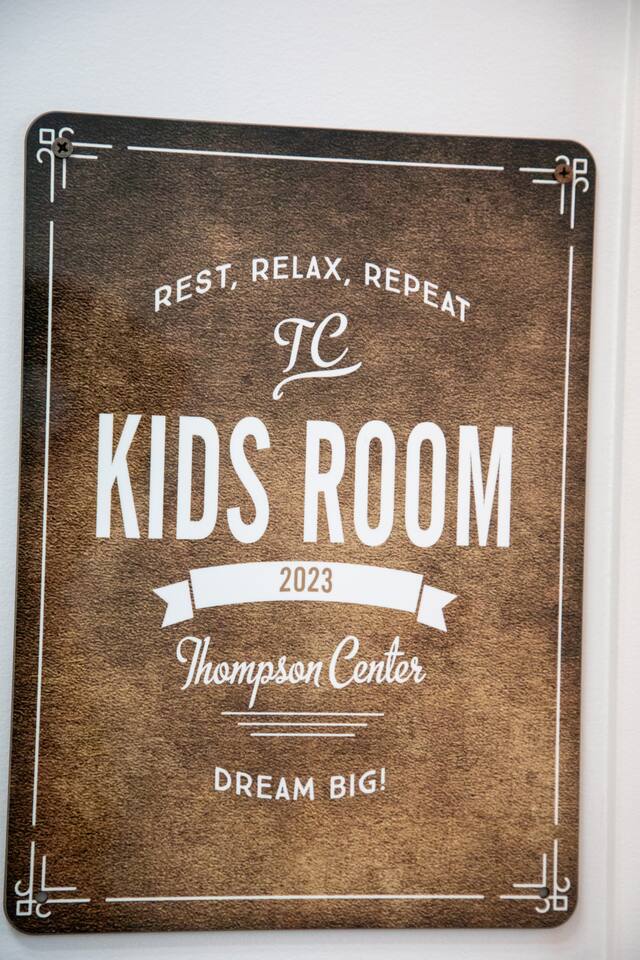 REST, RELAX, REPEAT
TC
KIDS ROOM
2023
Thompson Center
DREAM BIG!